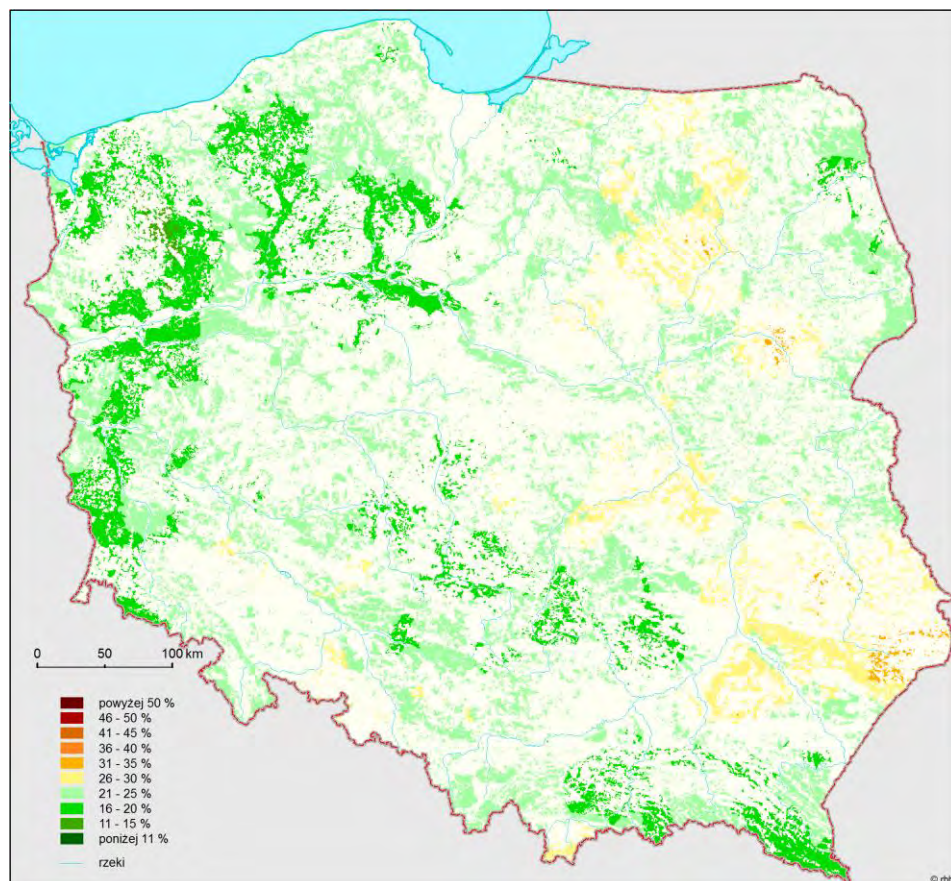 0 50 100 km
powyżej 50 %
46 - 50 %
41 - 45 %
36 - 40 %
31 - 35 %
26 - 30 %
21 - 25 %
16 - 20 %
11 - 15 %
poniżej 11 %
rzeki